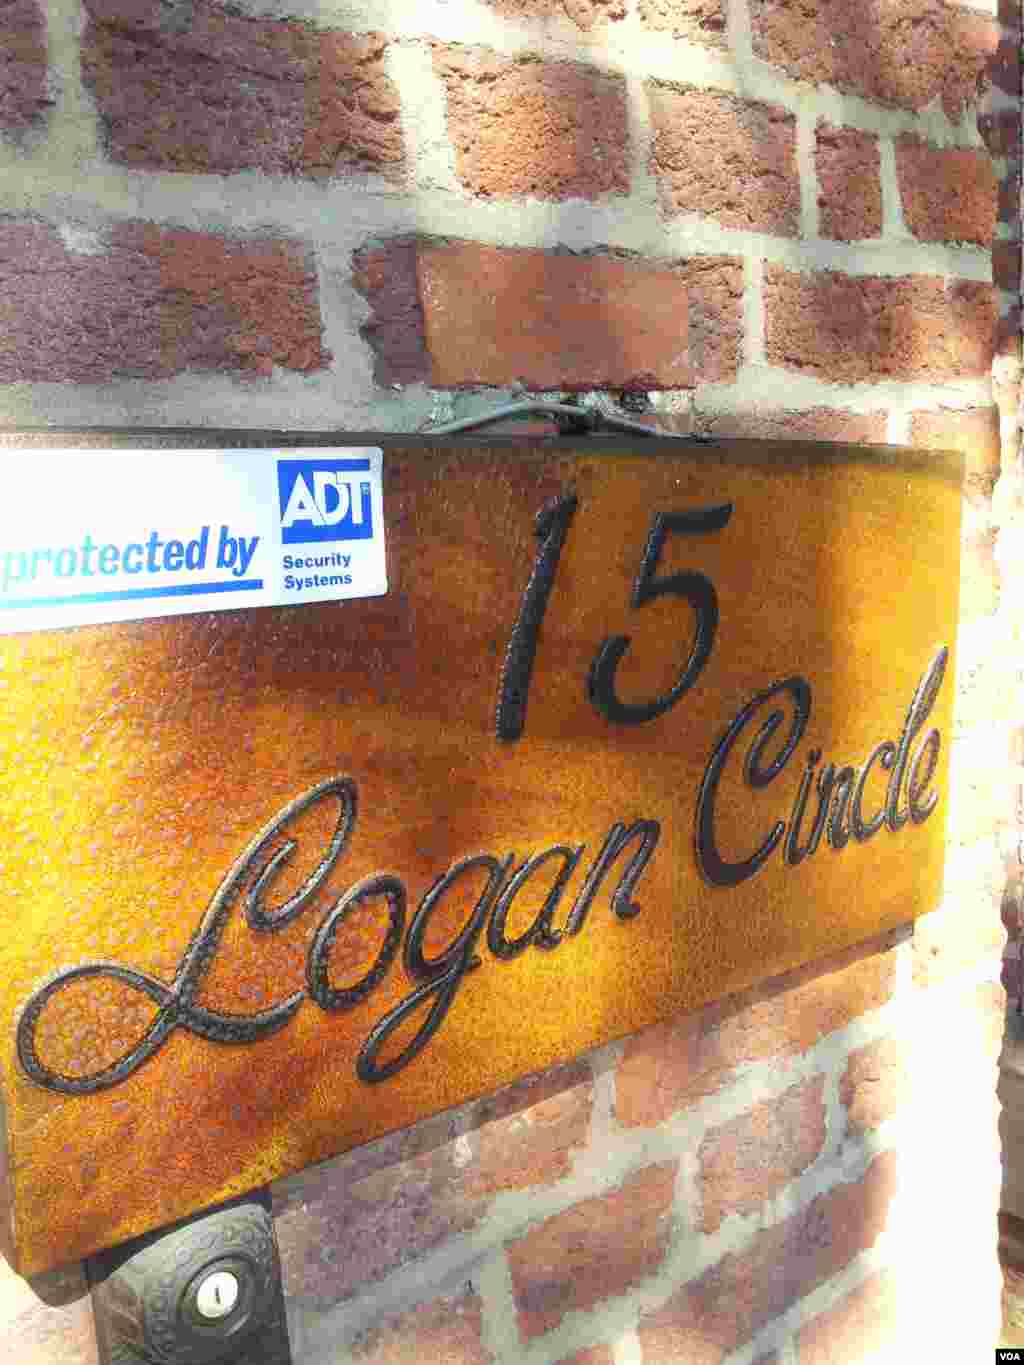 protected by
ADT
Security
Systems
15
Logan Circle
VOA